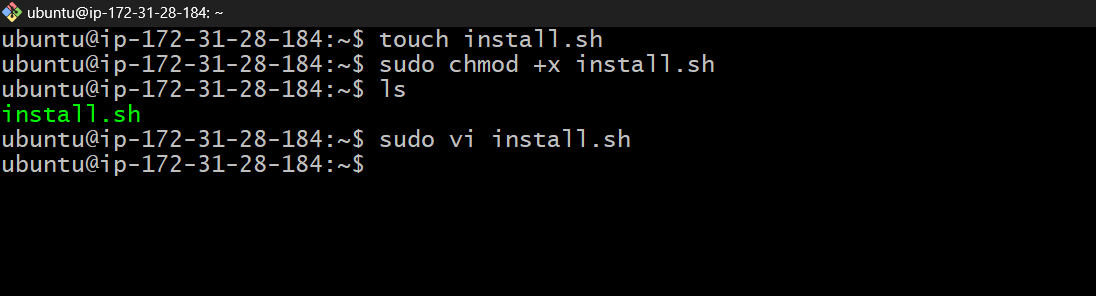 ubuntu@ip-172-31-28-184: ~
ubuntu@ip-172-31-28-184:~$ touch install.sh
ubuntu@ip-172-31-28-184:~$ sudo chmod +x install.sh
ubuntu@ip-172-31-28-184:~$ ls
install.sh
ubuntu@ip-172-31-28-184:~$ sudo vi install.sh
ubuntu@ip-172-31-28-184:~$